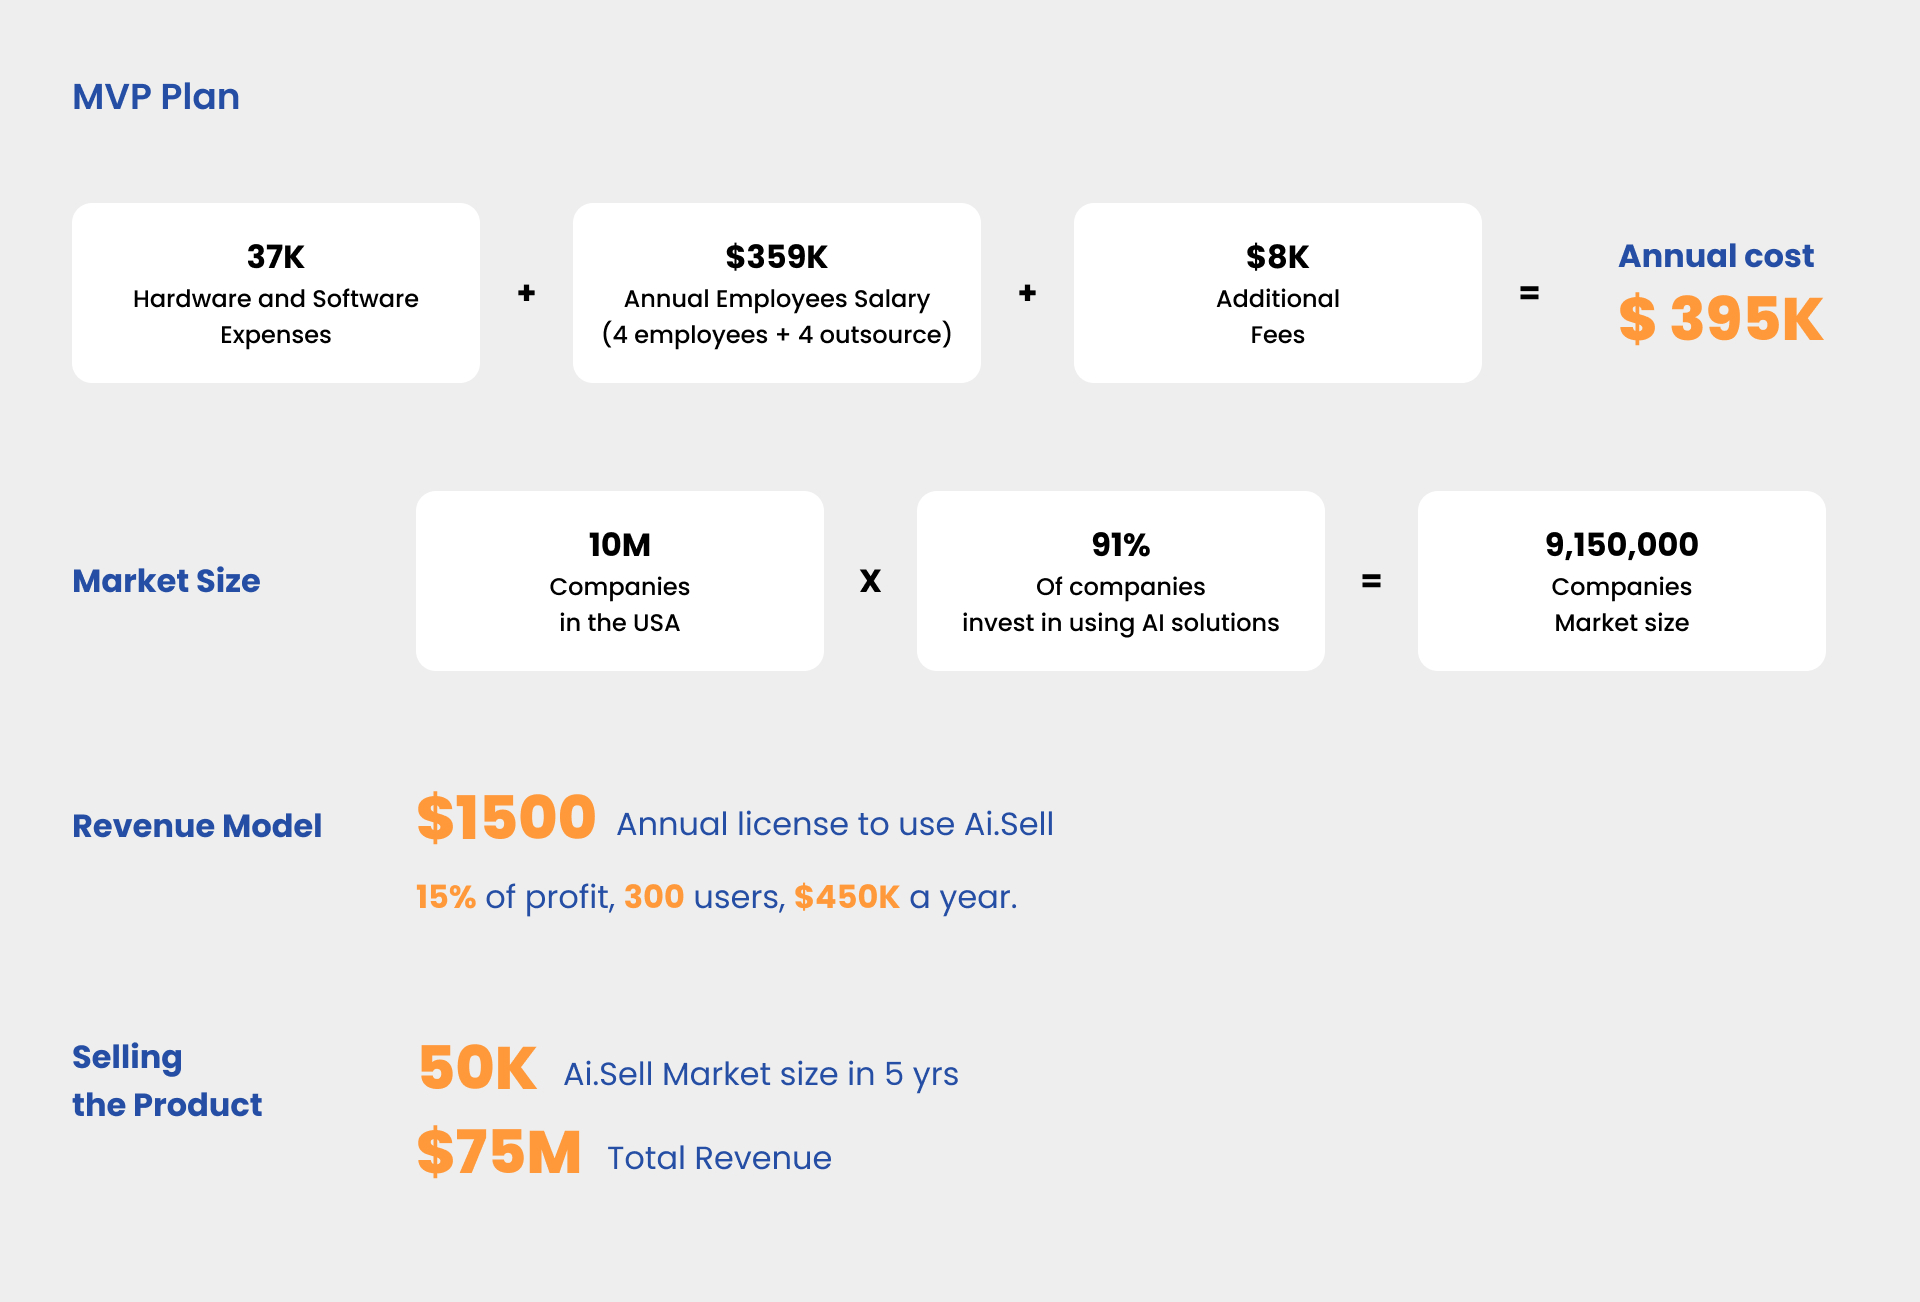 MVP Plan
37K
Hardware and Software
Expenses
+
$359K
Annual Employees Salary
(4 employees + 4 outsource)
+
$8K
Additional
Fees
=
Annual cost
$ 395K
Market Size
10M
Companies
in the USA
X
91%
Of companies
invest in using AI solutions
=
9,150,000
Companies
Market size
Revenue Model
$1500 Annual license to use Ai.Sell
15% of profit, 300 users, $450K a year.
Selling
the Product
50K Ai.Sell Market size in 5 yrs
$75M Total Revenue